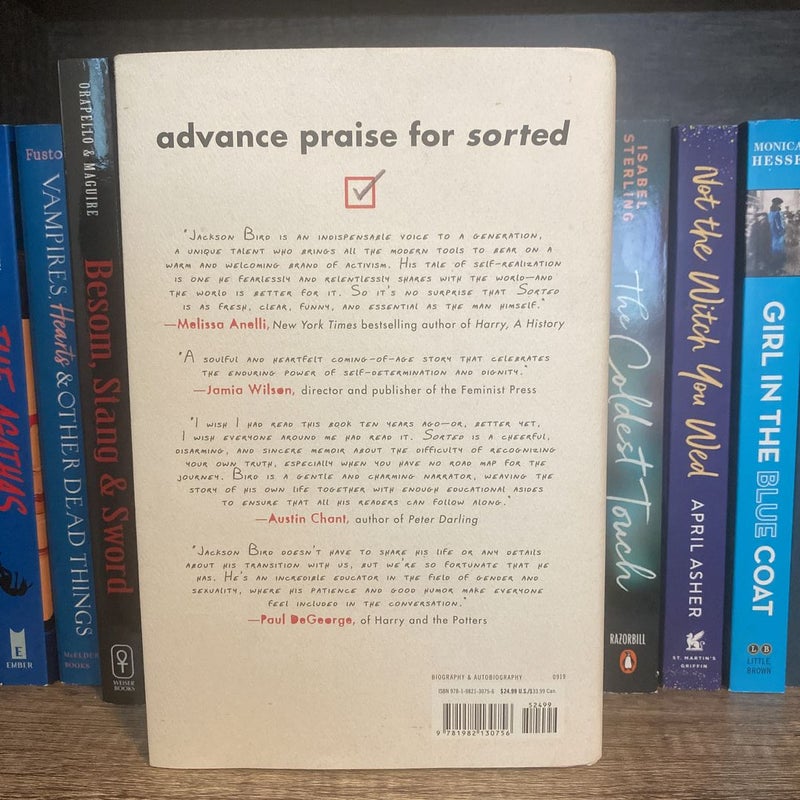 THE AGATHAS
EMBER
Fusto
VAMPIRES, Hearts & OTHER DEAD THINGS
McELDER
BOOKS
ORAPELLO & MAGUIRE
Besom, Stang & Sword
WEISER
BOOKS
advance praise for sorted
"JACKSON BIRD IS AN INDISPENSABLE VOICE TO A GENERATION,
A UNIQUE TALENT WHO BRINGS ALL THE MODERN TOOLS TO BEAR ON A
WARM AND WELCOMING BRAND OF ACTIVISM. HIS TALE OF SELF-REALIZATION
IS ONE HE FEARLESSLY AND RELENTLESSLY SHARES WITH THE WORLD—AND
THE WORLD IS BETTER FOR IT. SO IT'S NO SURPRISE THAT SORTED
IS AS FRESH, CLEAR, FUNNY, AND ESSENTIAL AS THE MAN HIMSELF."
—Melissa Anelli, New York Times bestselling author of Harry, A History
"A SOULFUL AND HEARTFELT COMING-OF-AGE STORY THAT CELEBRATES
THE ENDURING POWER OF SELF-DETERMINATION AND DIGNITY."
—Jamia Wilson, director and publisher of the Feminist Press
"I WISH I HAD READ THIS BOOK TEN YEARS AGO—OR, BETTER YET,
I WISH EVERYONE AROUND ME HAD READ IT. SORTED IS A CHEERFUL,
DISARMING, AND SINCERE MEMOIR ABOUT THE DIFFICULTY OF RECOGNIZING
YOUR OWN TRUTH, ESPECIALLY WHEN YOU HAVE NO ROAD MAP FOR THE
JOURNEY. BIRD IS A GENTLE AND CHARMING NARRATOR, WEAVING THE
STORY OF HIS OWN LIFE TOGETHER WITH ENOUGH EDUCATIONAL ASIDES
TO ENSURE THAT ALL HIS READERS CAN FOLLOW ALONG."
—Austin Chant, author of Peter Darling
"JACKSON BIRD DOESN'T HAVE TO SHARE HIS LIFE OR ANY DETAILS
ABOUT HIS TRANSITION WITH US, BUT WE'RE SO FORTUNATE THAT HE
HAS. HE'S AN INCREDIBLE EDUCATOR IN THE FIELD OF GENDER AND
SEXUALITY, WHERE HIS PATIENCE AND GOOD HUMOR MAKE EVERYONE
FEEL INCLUDED IN THE CONVERSATION."
—Paul DeGeorge, of Harry and the Potters
BIOGRAPHY & AUTOBIOGRAPHY 0919
ISBN 978-1-9821-3075-6 $24.99 U.S./$33.99 Can.
52499
9 781982 130756
ISABEL
STERLING
The Coldest Touch
RAZORBILL
Not the Witch You Wed
APRIL ASHER
ST. MARTIN'S
GRIFFIN
MONICA
HESSE
GIRL IN THE BLUE COAT
LB
LITTLE,
BROWN